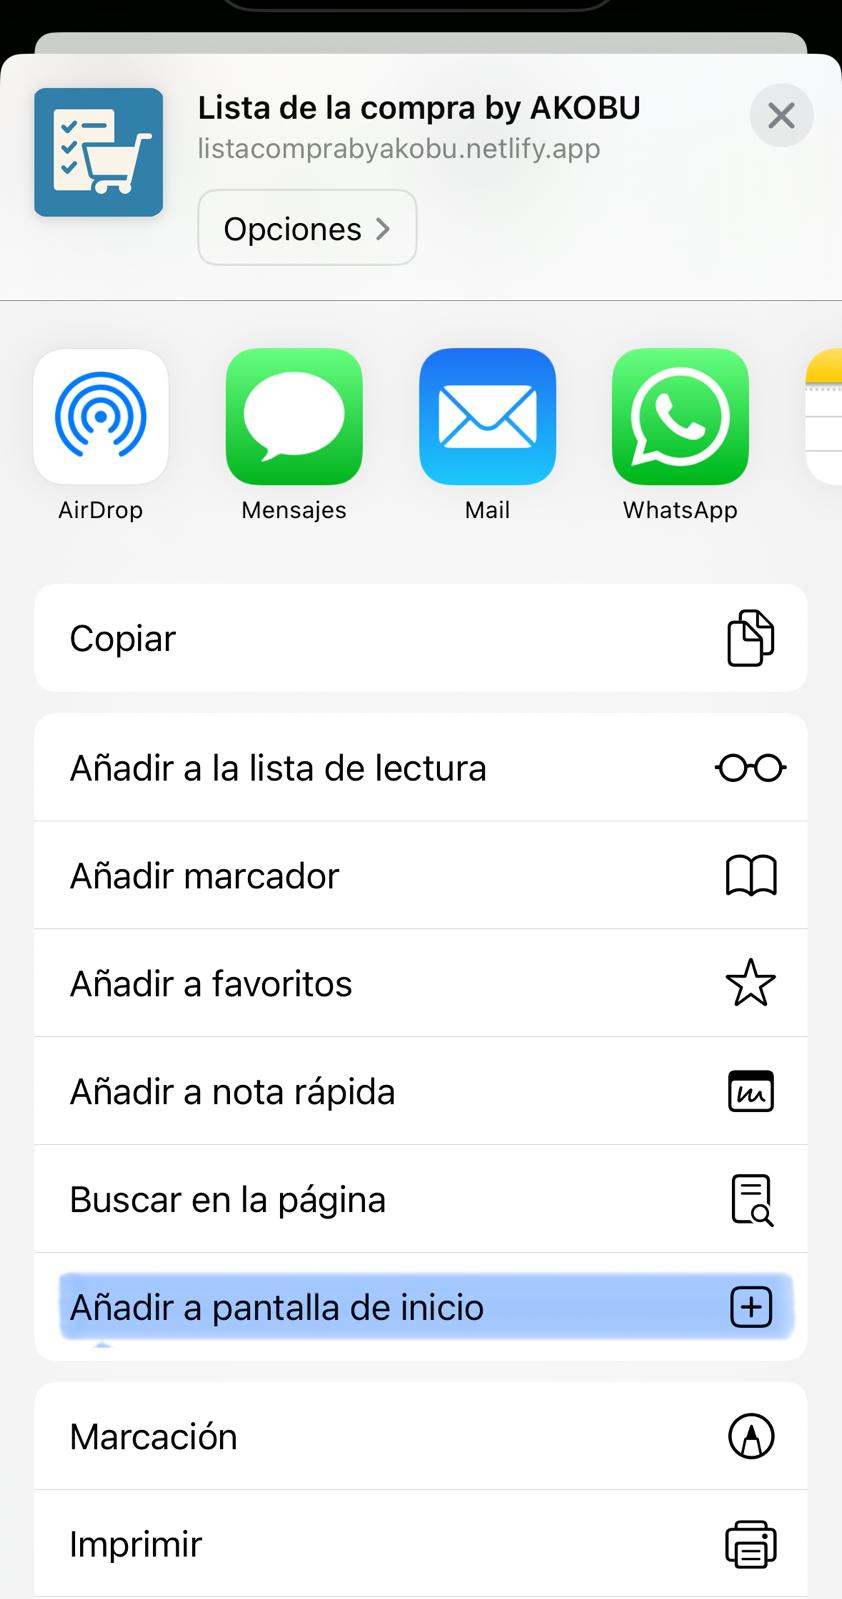 Lista de la compra by AKOBU
listacomprabyakobu.netlify.app
Opciones
AirDrop
Mensajes
Mail
WhatsApp
Copiar
Añadir a la lista de lectura
Añadir marcador
Añadir a favoritos
Añadir a nota rápida
Buscar en la página
Añadir a pantalla de inicio
Marcación
Imprimir